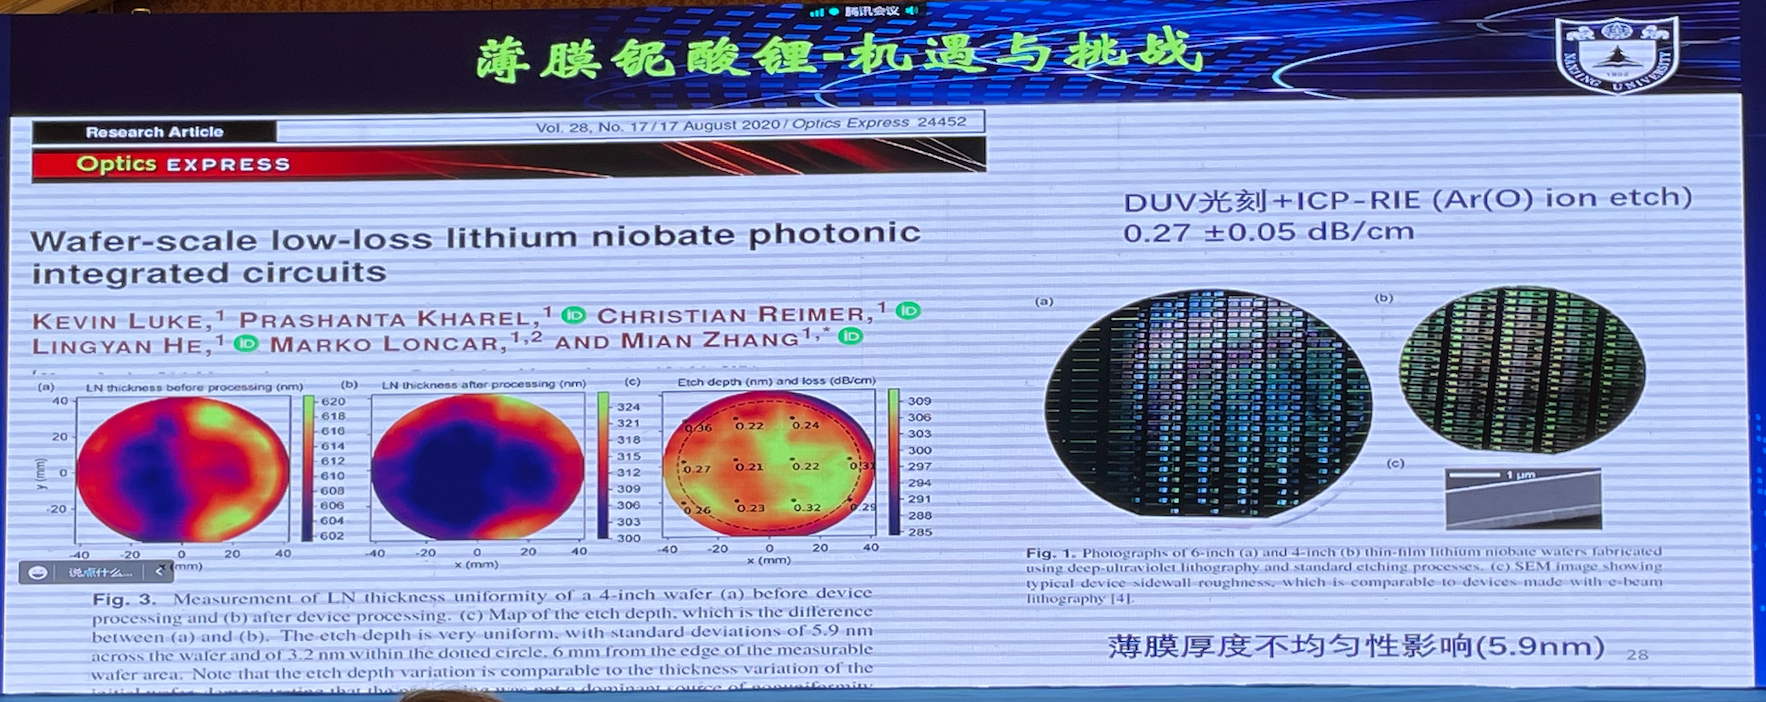 腾讯会议
薄膜铌酸锂-机遇与挑战
NANJING UNIVERSITY
1902
Research Article
Vol. 28, No. 17/17 August 2020/Optics Express 24452
Optics EXPRESS
Wafer-scale low-loss lithium niobate photonic
integrated circuits
KEVIN LUKE,1 PRASHANTA KHAREL,1 iD CHRISTIAN REIMER,1 iD
LINGYAN HE,1 iD MARKO LONCAR,1,2 AND MIAN ZHANG1,* iD
(a) LN thickness before processing (nm)
(b) LN thickness after processing (nm)
(c) Etch depth (nm) and loss (dB/cm)
40
20
0
-20
y (mm)
-40 -20 0 20 40
(mm)
620
618
616
614
612
610
608
606
604
602
-40 -20 0 20 40
x (mm)
324
321
318
315
312
309
306
303
300
0.36 0.22 0.24
0.27 0.21 0.22 0.31
0.26 0.23 0.32 0.29
-40 -20 0 20 40
x (mm)
309
306
303
300
297
294
291
288
285
说点什么...
Fig. 3. Measurement of LN thickness uniformity of a 4-inch wafer (a) before device
processing and (b) after device processing. (c) Map of the etch depth, which is the difference
between (a) and (b). The etch depth is very uniform, with standard deviations of 5.9 nm
across the wafer and of 3.2 nm within the dotted circle, 6 mm from the edge of the measurable
wafer area. Note that the etch depth variation is comparable to the thickness variation of the
DUV光刻+ICP-RIE (Ar(O) ion etch)
0.27 ±0.05 dB/cm
(a)
(b)
(c)
1 μm
Fig. 1. Photographs of 6-inch (a) and 4-inch (b) thin-film lithium niobate wafers fabricated
using deep-ultraviolet lithography and standard etching processes. (c) SEM image showing
typical device sidewall roughness, which is comparable to devices made with e-beam
lithography [4].
薄膜厚度不均匀性影响(5.9nm)
28